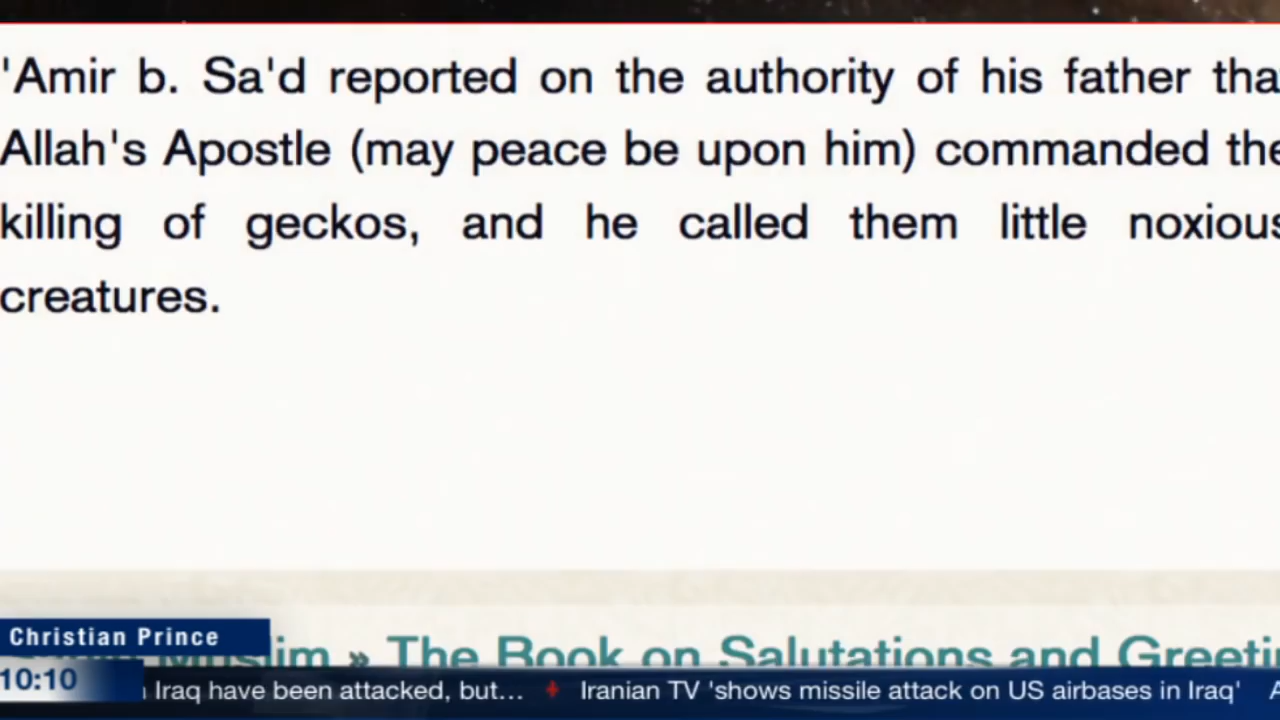 'Amir b. Sa'd reported on the authority of his father tha
Allah's Apostle (may peace be upon him) commanded the
killing of geckos, and he called them little noxious
creatures.
Christian Prince
Muslim » The Book on Salutations and Greeti
10:10
Iraq have been attacked, but... Iranian TV 'shows missile attack on US airbases in Iraq' A